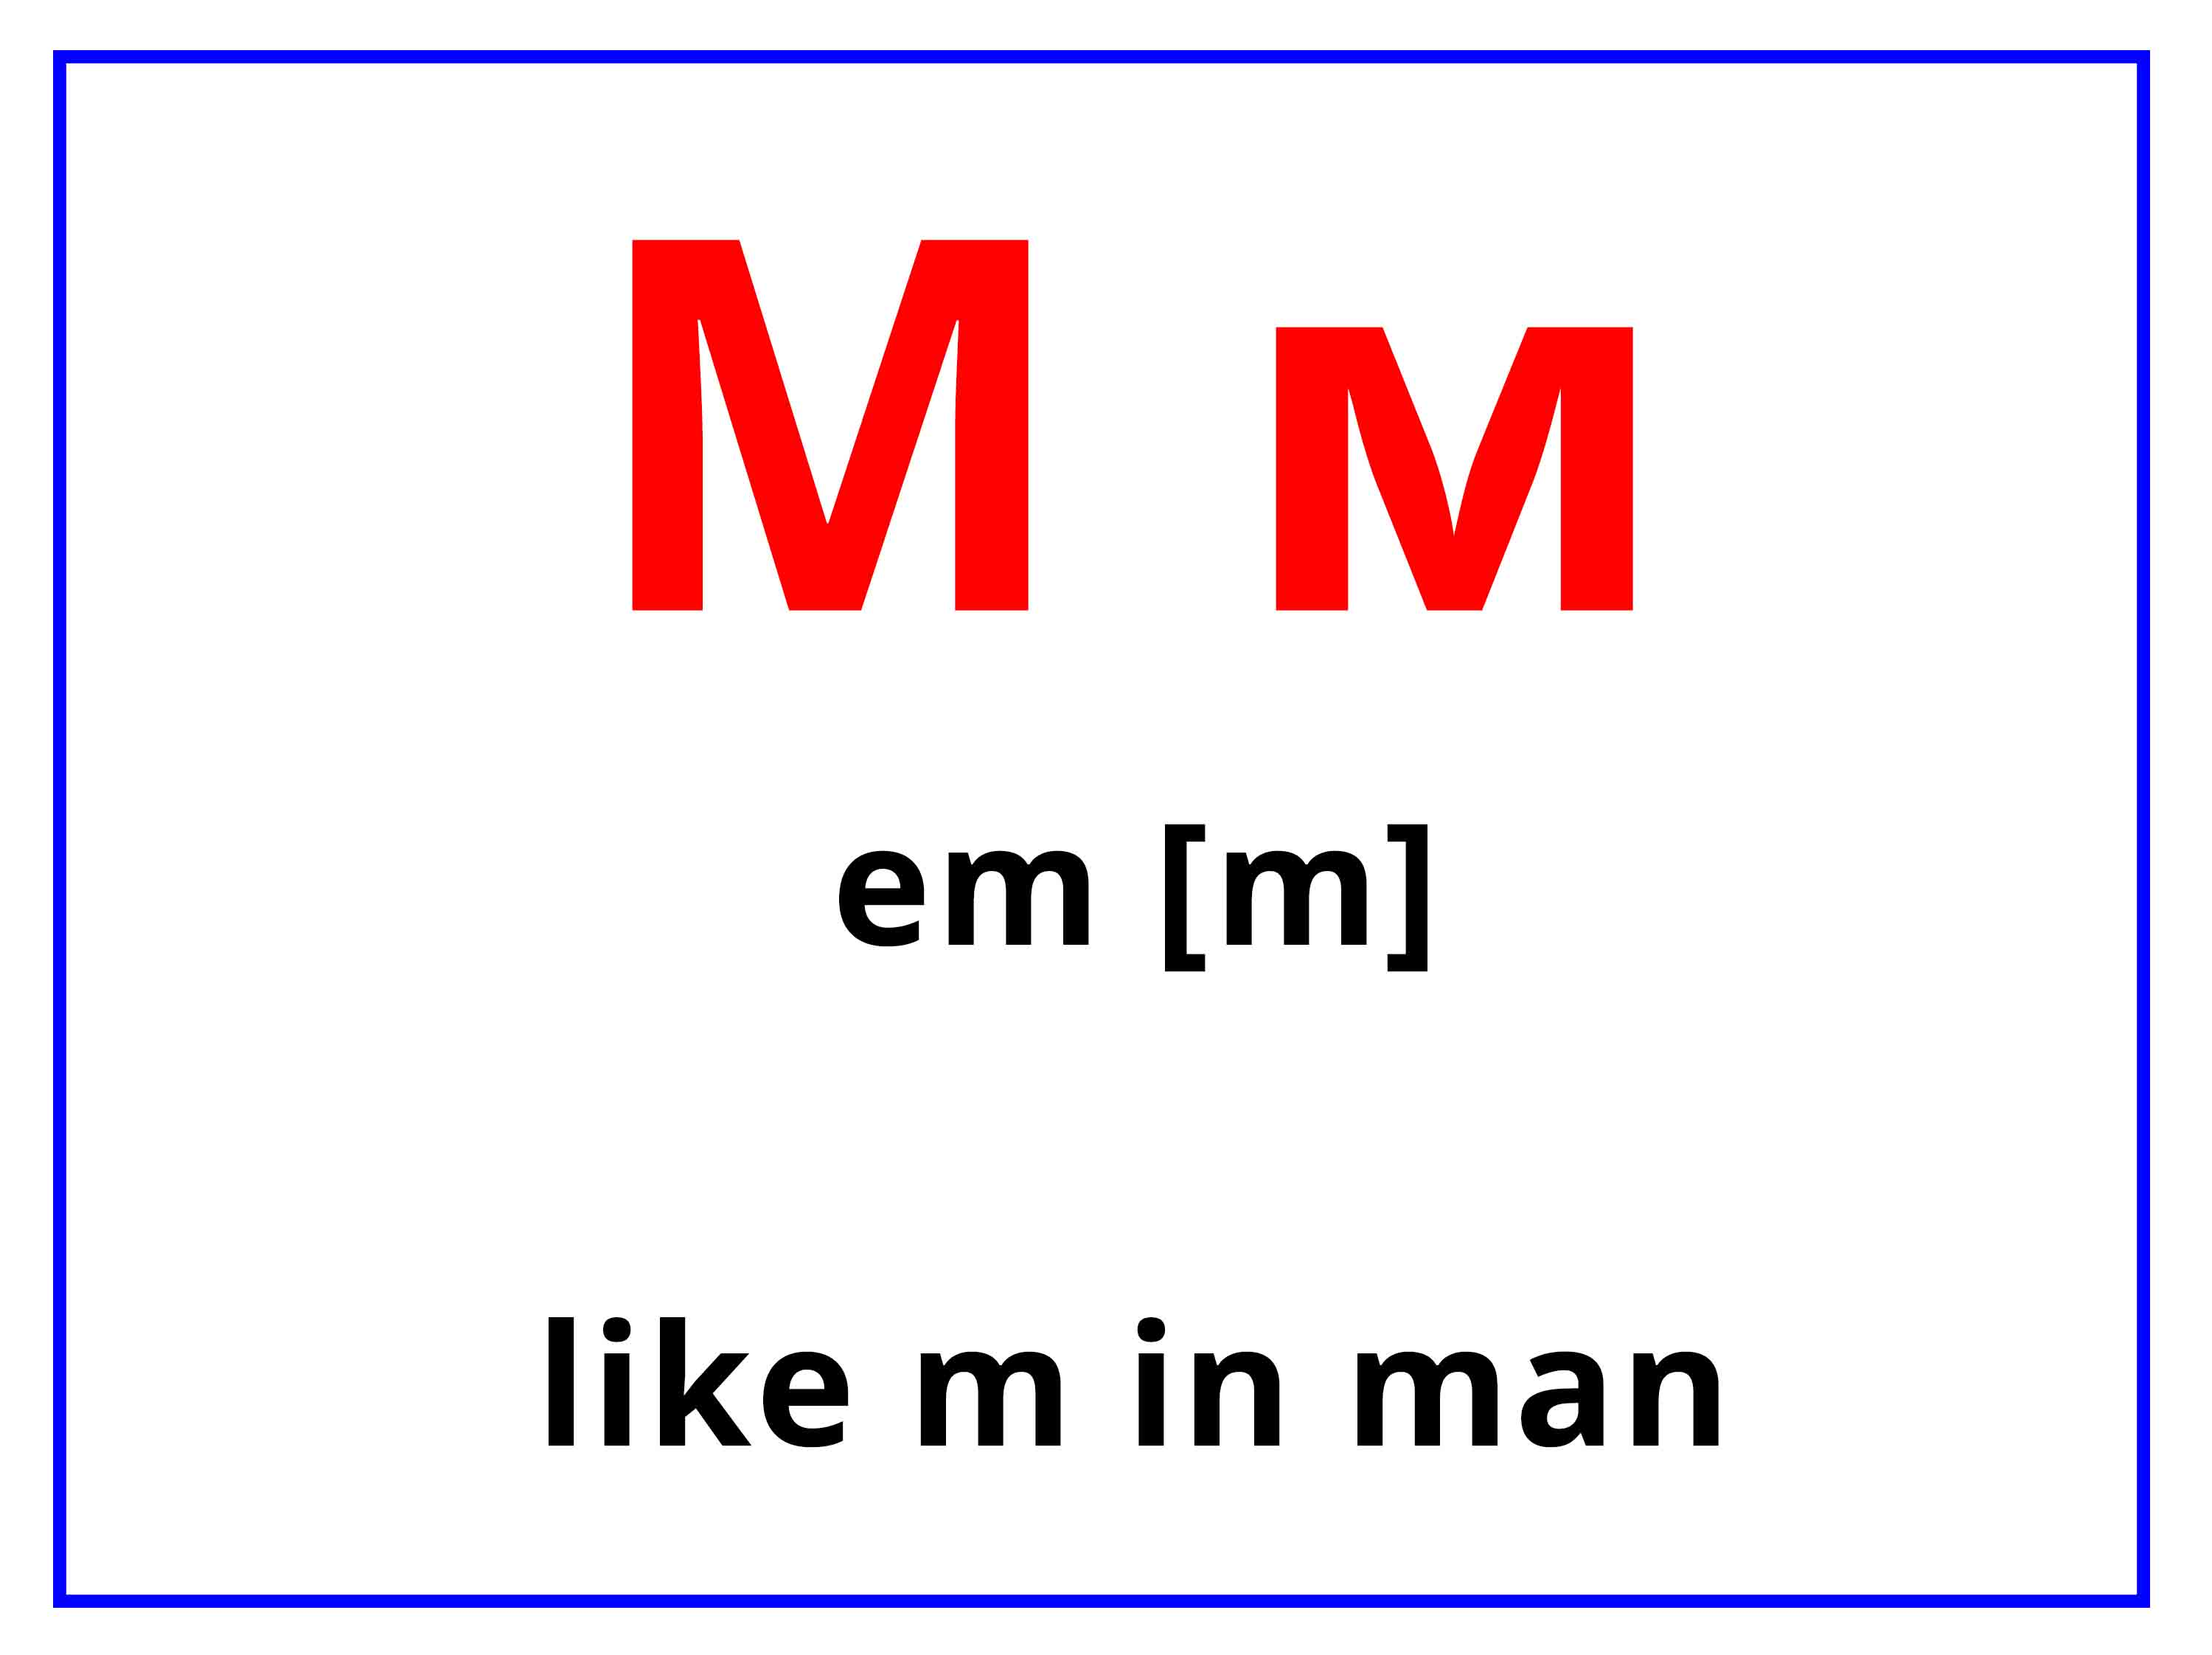 М м
em [m]
like m in man